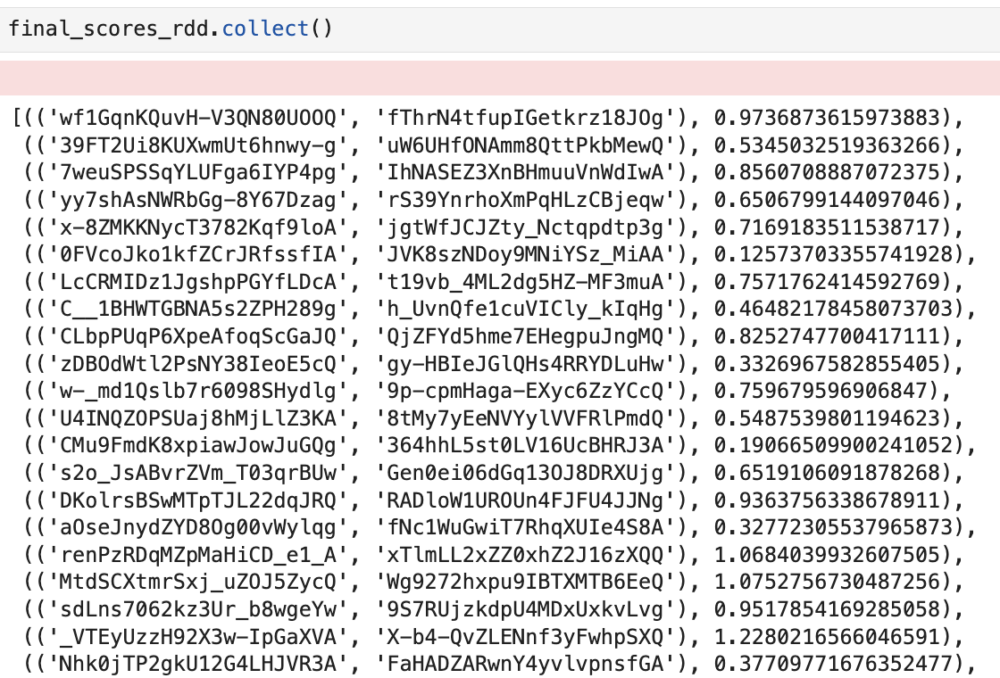 final_scores_rdd.collect()
[(('wf1GqnKQuvH-V3QN80UOOQ', 'fThrN4tfupIGetkrz18JOg'), 0.9736873615973883),
(('39FT2Ui8KUXwmUt6hnwy-g', 'uW6UHfONAmm8QttPkbMewQ'), 0.5345032519363266),
(('7weuSPSSqYLUFga6IYP4pg', 'IhNASEZ3XnBHmuuVnWdIwA'), 0.8560708887072375),
(('yy7shAsNWRbGg-8Y67Dzag', 'rS39YnrhoXmPqHLzCBjeqw'), 0.6506799144097046),
(('x-8ZMKKNycT3782Kqf9loA', 'jgtWfJCJZty_Nctqpdtp3g'), 0.7169183511538717),
(('0FVcoJko1kfZCrJRfssfIA', 'JVK8szNDoy9MNiYSz_MiAA'), 0.12573703355741928),
(('LcCRMIDz1JgshpPGYfLDcA', 't19vb_4ML2dg5HZ-MF3muA'), 0.7571762414592769),
(('C__1BHWTGBNA5s2ZPH289g', 'h_UvnQfe1cuVICly_kIqHg'), 0.46482178458073703),
(('CLbpPUqP6XpeAfoqScGaJQ', 'QjZFYd5hme7EHegpuJngMQ'), 0.8252747700417111),
(('zDBOdWtl2PsNY38IeoE5cQ', 'gy-HBIeJGlQHs4RRYDLuHw'), 0.3326967582855405),
(('w-_md1Qslb7r6098SHydlg', '9p-cpmHaga-EXyc6ZzYCcQ'), 0.759679596906847),
(('U4INQZOPSUaj8hMjLlZ3KA', '8tMy7yEeNVYylVVFRlPmdQ'), 0.5487539801194623),
(('CMu9FmdK8xpiawJowJuGQg', '364hhL5st0LV16UcBHRJ3A'), 0.19066509900241052),
(('s2o_JsABvrZVm_T03qrBUw', 'Gen0ei06dGq13OJ8DRXUjg'), 0.6519106091878268),
(('DKolrsBSwMTpTJL22dqJRQ', 'RADloW1UROUn4FJFU4JJNg'), 0.9363756338678911),
(('aOseJnydZYD8Og00vWylqg', 'fNc1WuGwiT7RhqXUIe4S8A'), 0.32772305537965873),
(('renPzRDqMZpMaHiCD_e1_A', 'xTlmLL2xZZ0xhZ2J16zXQQ'), 1.0684039932607505),
(('MtdSCXtmrSxj_uZOJ5ZycQ', 'Wg9272hxpu9IBTXMTB6EeQ'), 1.0752756730487256),
(('sdLns7062kz3Ur_b8wgeYw', '9S7RUjzkdpU4MDxUxkvLvg'), 0.9517854169285058),
(('_VTEyUzzH92X3w-IpGaXVA', 'X-b4-QvZLENnf3yFwhpSXQ'), 1.2280216566046591),
(('Nhk0jTP2gkU12G4LHJVR3A', 'FaHADZARwnY4yvlvpnsfGA'), 0.37709771676352477),